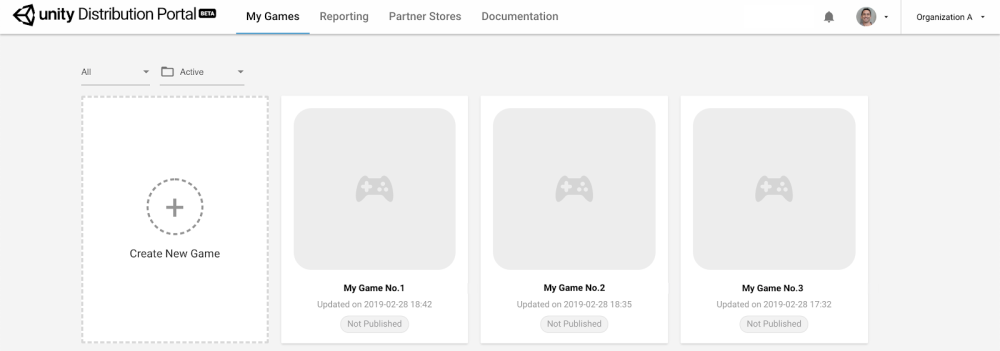 unity Distribution Portal BETA
My Games
Reporting
Partner Stores
Documentation
Organization A
All
Active
Create New Game
My Game No.1
Updated on 2019-02-28 18:42
Not Published
My Game No.2
Updated on 2019-02-28 18:35
Not Published
My Game No.3
Updated on 2019-02-28 17:32
Not Published